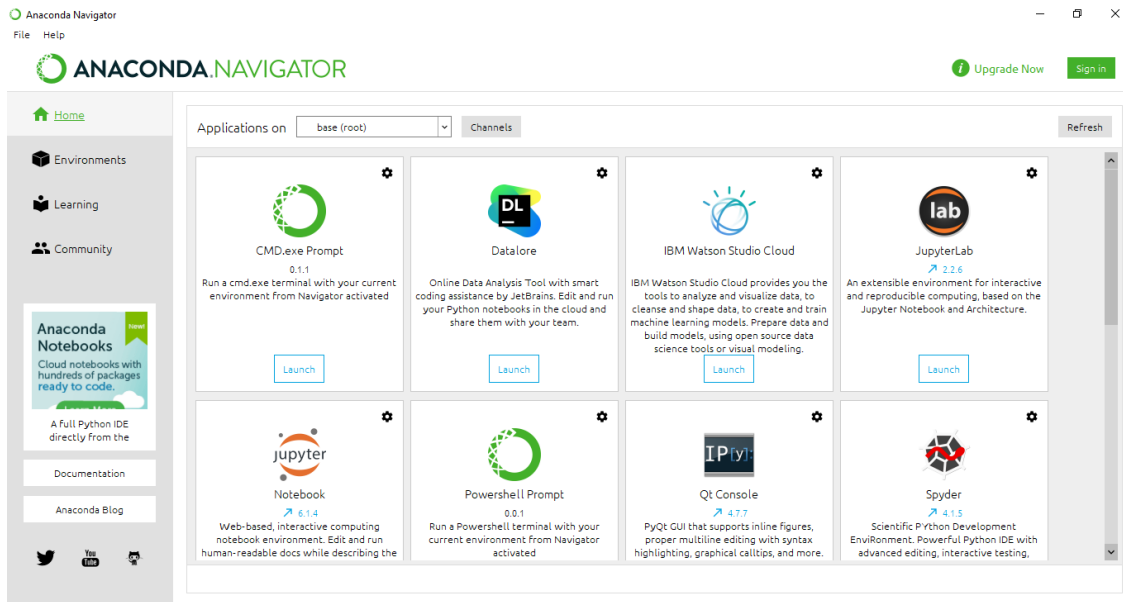 Anaconda Navigator
File Help
ANACONDA.NAVIGATOR
Upgrade Now
Sign in
Home
Environments
Learning
Community
Anaconda Notebooks
New!
Cloud notebooks with
hundreds of packages
ready to code.
Learn More
A full Python IDE
directly from the
Documentation
Anaconda Blog
You
Tube
Applications on
base (root)
Channels
Refresh
CMD.exe Prompt
0.1.1
Run a cmd.exe terminal with your current
environment from Navigator activated
Launch
DL
Datalore
Online Data Analysis Tool with smart
coding assistance by JetBrains. Edit and run
your Python notebooks in the cloud and
share them with your team.
Launch
IBM Watson Studio Cloud
IBM Watson Studio Cloud provides you the
tools to analyze and visualize data, to
cleanse and shape data, to create and train
machine learning models. Prepare data and
build models, using open source data
science tools or visual modeling.
Launch
lab
JupyterLab
2.2.6
An extensible environment for interactive
and reproducible computing, based on the
Jupyter Notebook and Architecture.
Launch
jupyter
Notebook
6.1.4
Web-based, interactive computing
notebook environment. Edit and run
human-readable docs while describing the
Powershell Prompt
0.0.1
Run a Powershell terminal with your
current environment from Navigator
activated
IP[y]:
Qt Console
4.7.7
PyQt GUI that supports inline figures,
proper multiline editing with syntax
highlighting, graphical calltips, and more.
Spyder
4.1.5
Scientific PYthon Development
EnviRonment. Powerful Python IDE with
advanced editing, interactive testing,